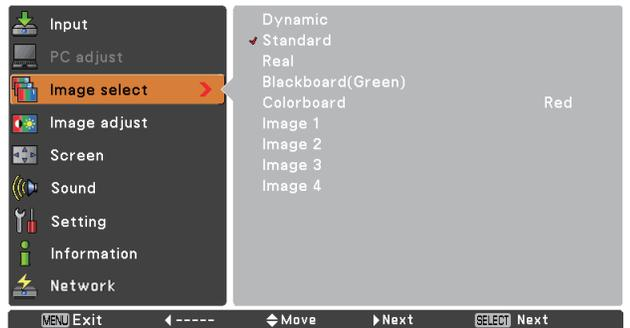 Input
PC adjust
Image select
Image adjust
Screen
Sound
Setting
Information
Network
Dynamic
Standard
Real
Blackboard(Green)
Colorboard Red
Image 1
Image 2
Image 3
Image 4
MENU Exit ----- Move Next SELECT Next